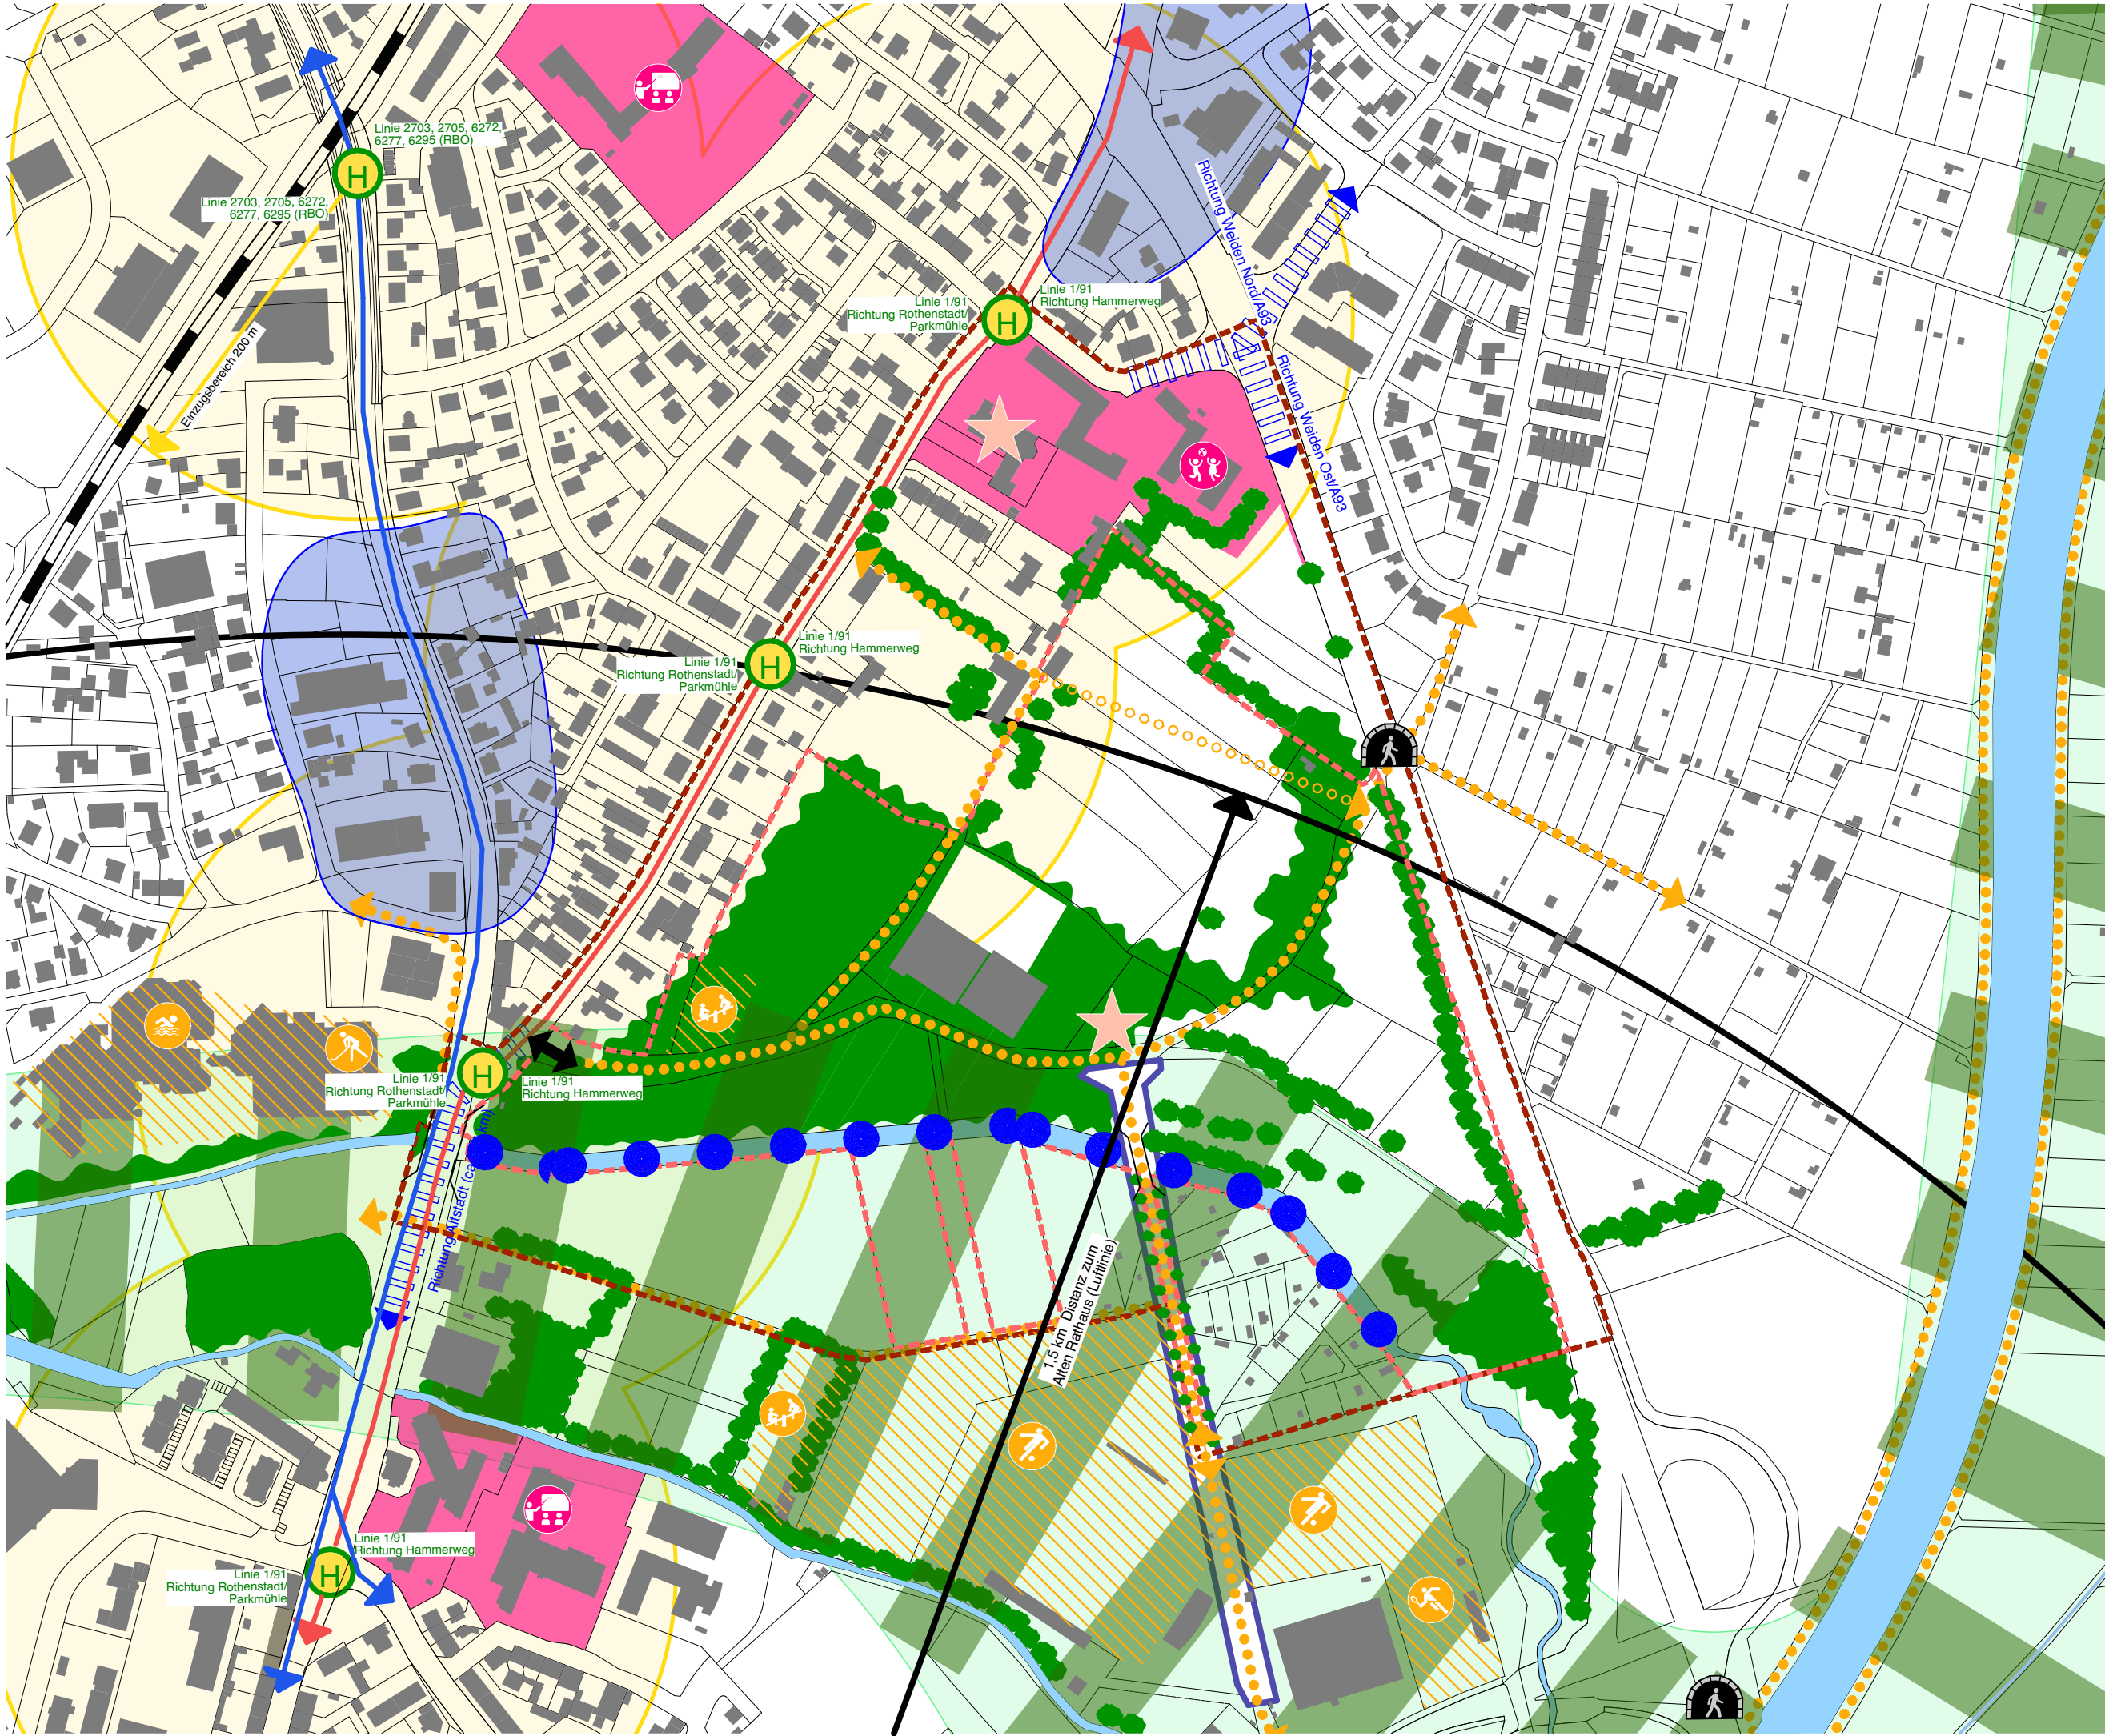 Linie 2703, 2705, 6272,
6277, 6295 (RBO)
H
Linie 2703, 2705, 6272,
6277, 6295 (RBO)
Einzugsbereich 200 m
Richtung Weiden Nord/A93
Linie 1/91
Richtung Hammerweg
Linie 1/91
Richtung Rothenstadt/
Parkmühle
H
Richtung Weiden Ost/A93
Linie 1/91
Richtung Hammerweg
Linie 1/91
Richtung Rothenstadt/
Parkmühle
H
H
Linie 1/91
Richtung Rothenstadt/
Parkmühle
Linie 1/91
Richtung Hammerweg
Richtung Altstadt (ca. km)
1,5 km Distanz zum
Alten Rathaus (Luftlinie)
Linie 1/91
Richtung Hammerweg
H
Linie 1/91
Richtung Rothenstadt/
Parkmühle